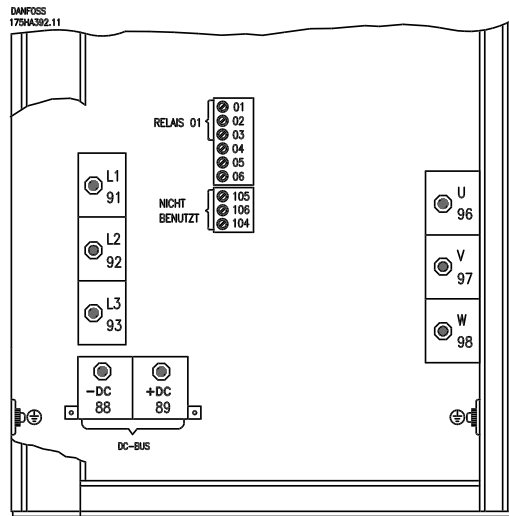 DANFOSS
175HA392.11
RELAIS 01
01
02
03
04
05
06
NICHT
BENUTZT
105
106
104
L1
91
L2
92
L3
93
U
96
V
97
W
98
-DC
88
+DC
89
DC-BUS